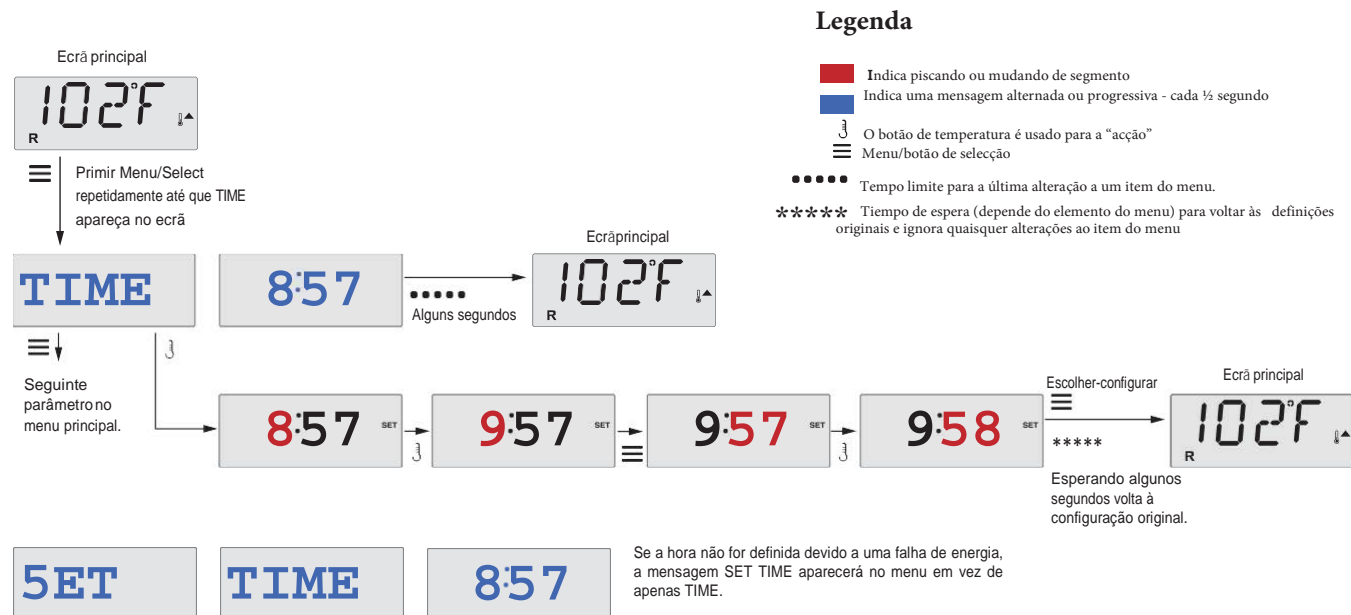 Legenda
Indica piscando ou mudando de segmento
Indica uma mensagem alternada ou progressiva - cada ½ segundo
O botão de temperatura é usado para a “acção”
Menu/botão de selecção
Tempo limite para a última alteração a um item do menu.
***** Tiempo de espera (depende do elemento do menu) para voltar às definições
originais e ignora quaisquer alterações ao item do menu
Ecrã principal
102°F
R
Primir Menu/Select
repetidamente até que TIME
apareça no ecrã
TIME
8:57
Alguns segundos
Ecrãprincipal
102°F
R
Seguinte
parâmetrono
menu principal.
8:57 SET
9:57 SET
9:57 SET
9:58 SET
Escolher-configurar
*****
Esperando algunos
segundos volta à
configuração original.
Ecrã principal
102°F
R
5ET
TIME
8:57
Se a hora não for definida devido a uma falha de energia,
a mensagem SET TIME aparecerá no menu em vez de
apenas TIME.